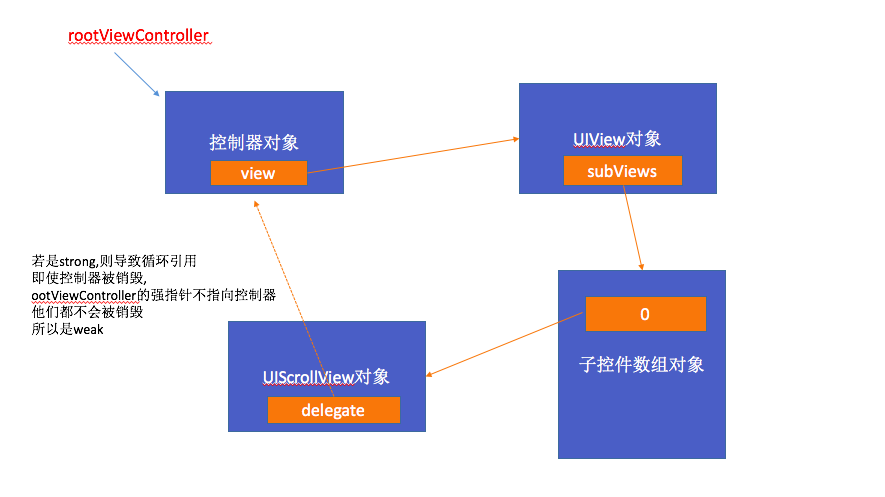 rootViewController
控制器对象
view
UIView对象
subViews
若是strong,则导致循环引用
即使控制器被销毁,
ootViewController的强指针不指向控制器
他们都不会被销毁
所以是weak
0
子控件数组对象
UIScrollView对象
delegate